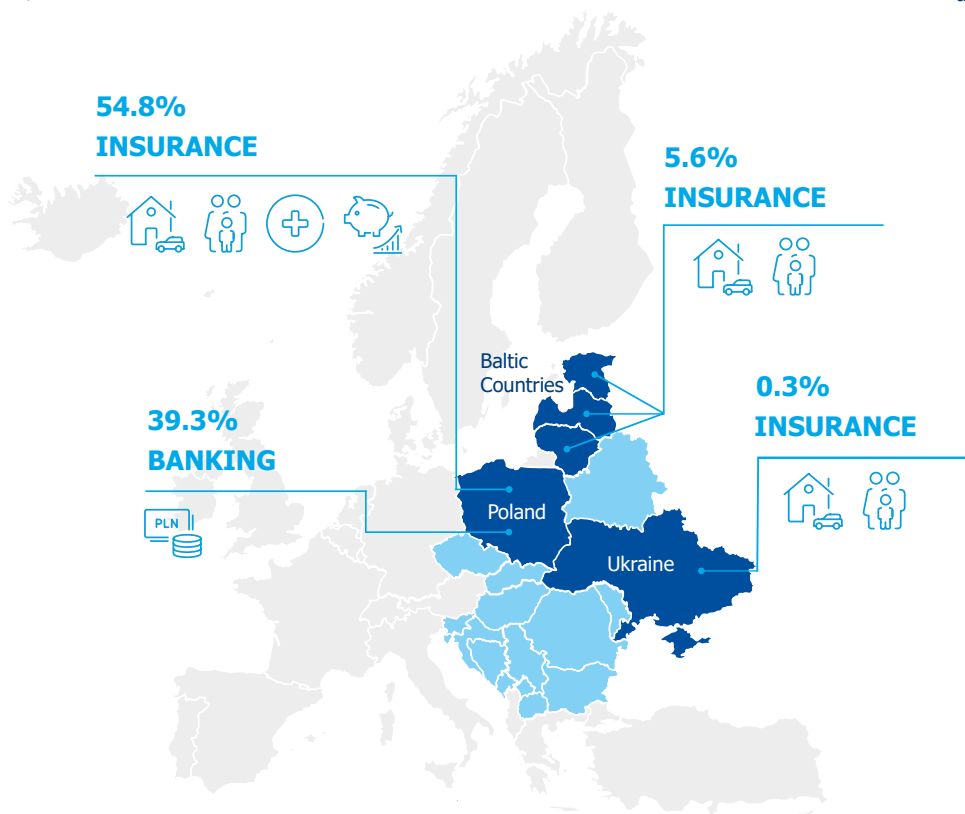 54.8%
INSURANCE
5.6%
INSURANCE
Baltic
Countries
0.3%
INSURANCE
39.3%
BANKING
PLN
Poland
Ukraine